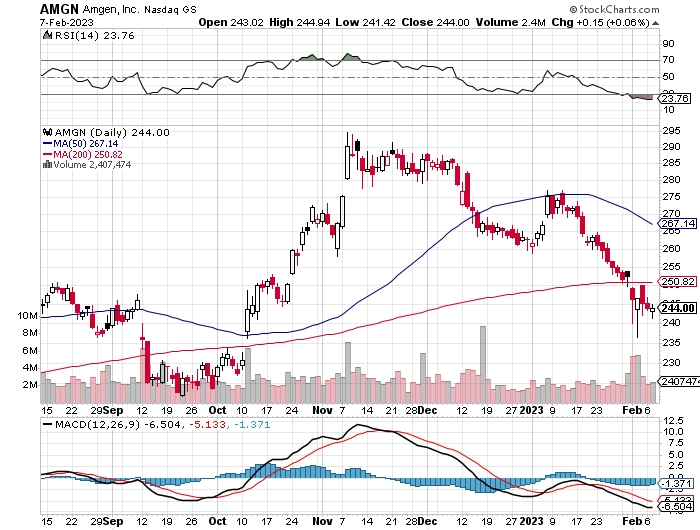 AMGN Amgen, Inc. Nasdaq GS © StockCharts.com
7-Feb-2023 Open 243.02 High 244.94 Low 241.42 Close 244.00 Volume 2.4M Chg +0.15 (+0.06%)
RSI(14) 23.76
90
70
50
30
23.76
10
AMGN (Daily) 244.00
MA(50) 267.14
MA(200) 250.82
Volume 2,407,474
295
290
285
280
275
270
267.14
265
260
255
250.82
250
245
244.00
240
235
230
2407474
10M
8M
6M
4M
2M
15 22 29 Sep 12 19 26 Oct 10 17 24 Nov 7 14 21 28 Dec 12 19 27 2023 9 17 23 Feb 6
MACD(12,26,9) -6.504, -5.133, -1.371
12.5
10.0
7.5
5.0
2.5
0.0
-1.371
-5.133
-6.504
15 22 29 Sep 12 19 26 Oct 10 17 24 Nov 7 14 21 28 Dec 12 19 27 2023 9 17 23 Feb 6